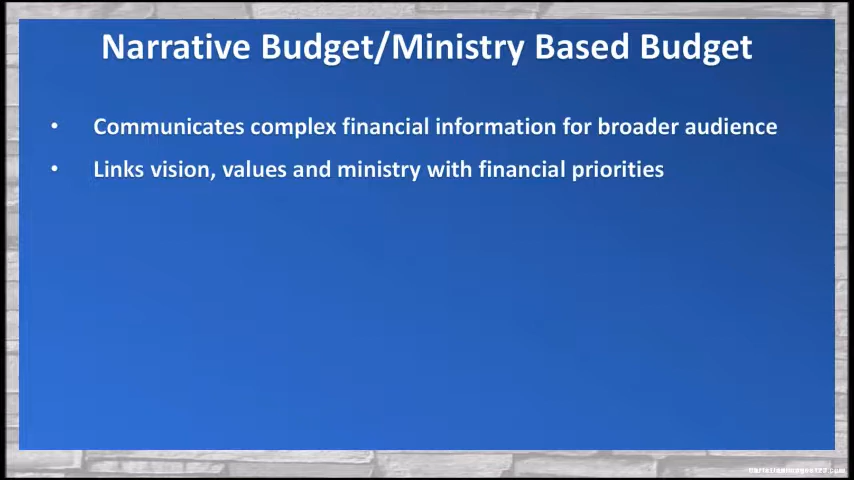 Narrative Budget/Ministry Based Budget
• Communicates complex financial information for broader audience
• Links vision, values and ministry with financial priorities